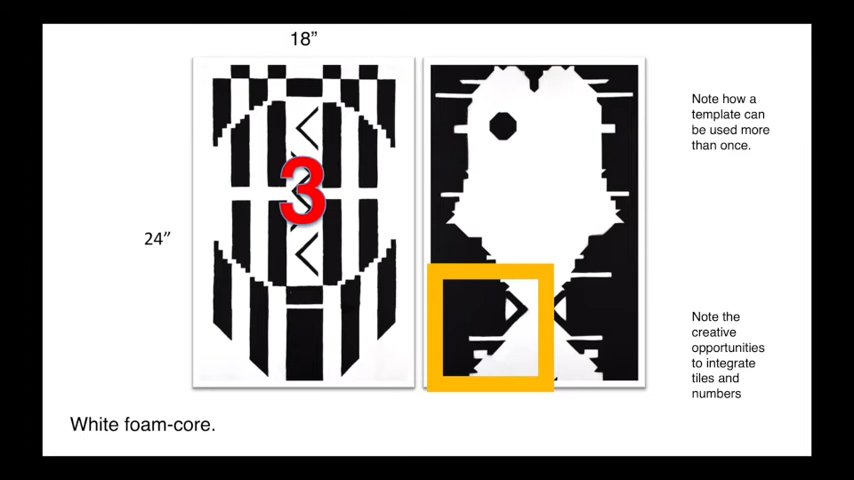 18”
3
24”
Note how a
template can
be used more
than once.
Note the
creative
opportunities
to integrate
tiles and
numbers
White foam-core.